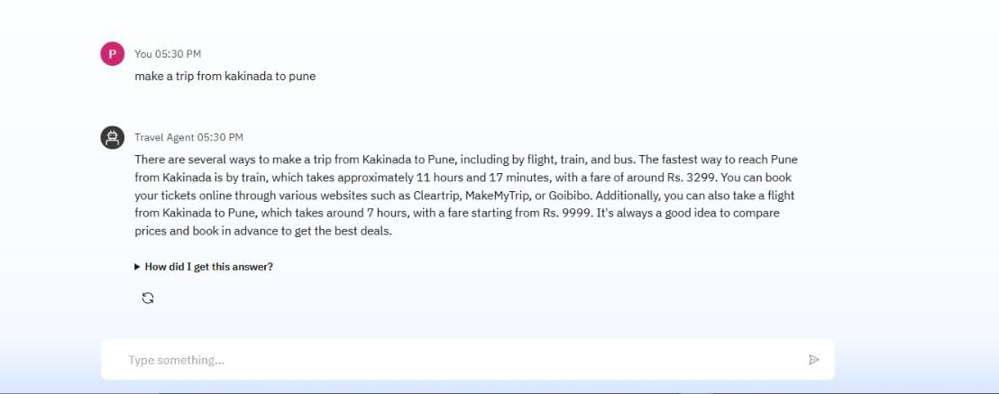 P
You 05:30 PM
make a trip from kakinada to pune
Travel Agent 05:30 PM
There are several ways to make a trip from Kakinada to Pune, including by flight, train, and bus. The fastest way to reach Pune
from Kakinada is by train, which takes approximately 11 hours and 17 minutes, with a fare of around Rs. 3299. You can book
your tickets online through various websites such as Cleartrip, MakeMyTrip, or Goibibo. Additionally, you can also take a flight
from Kakinada to Pune, which takes around 7 hours, with a fare starting from Rs. 9999. It's always a good idea to compare
prices and book in advance to get the best deals.
How did I get this answer?
Type something...